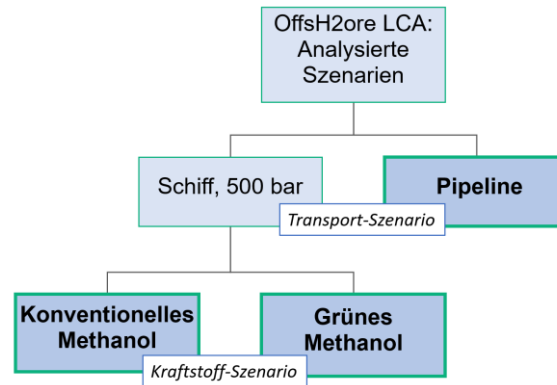 OffsH2ore LCA:
Analysierte
Szenarien
Schiff, 500 bar
Pipeline
Transport-Szenario
Konventionelles
Methanol
Grünes
Methanol
Kraftstoff-Szenario